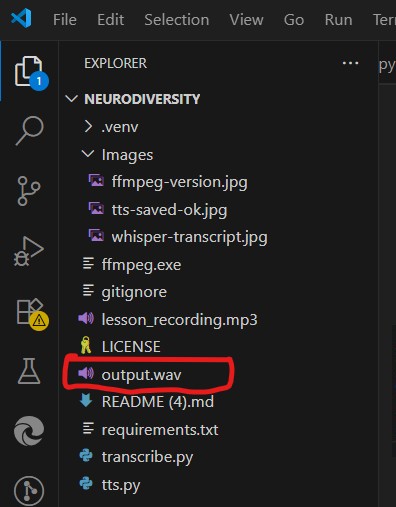 File Edit Selection View Go Run Ter
EXPLORER ...
py
NEURODIVERSITY
.venv
Images
ffmpeg-version.jpg
tts-saved-ok.jpg
whisper-transcript.jpg
ffmpeg.exe
gitignore
lesson_recording.mp3
LICENSE
output.wav
README (4).md
requirements.txt
transcribe.py
tts.py
1